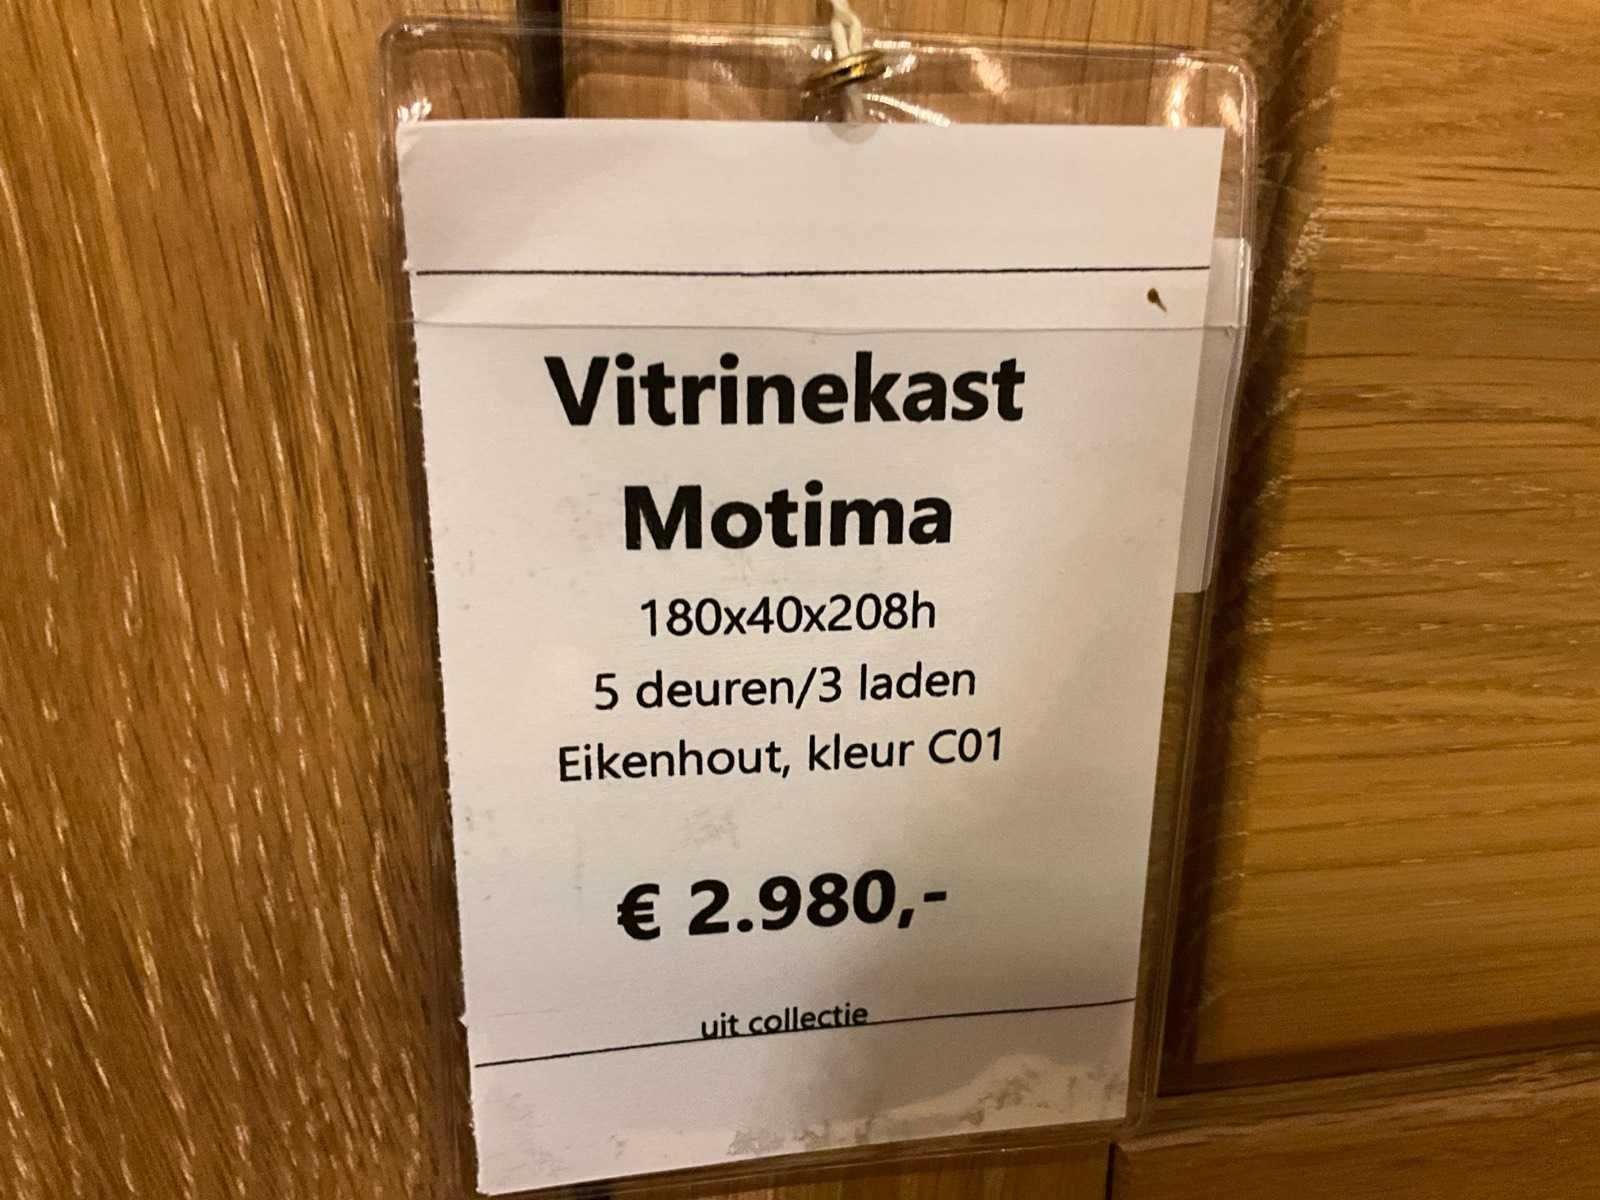 Vitrinekast
Motima
180x40x208h
5 deuren/3 laden
Eikenhout, kleur C01
€ 2.980,-
uit collectie